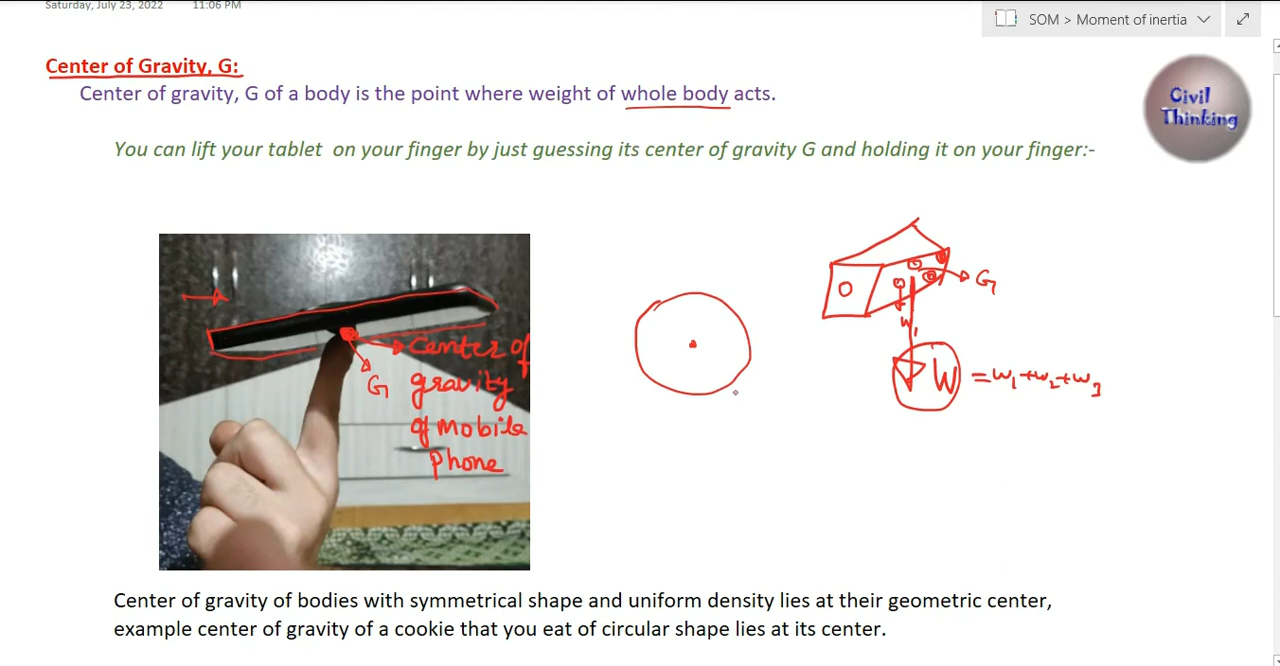 Saturday, July 23, 2022 11:06 PM
SOM > Moment of inertia
Center of Gravity, G:
Center of gravity, G of a body is the point where weight of whole body acts.
Civil
Thinking
You can lift your tablet on your finger by just guessing its center of gravity G and holding it on your finger:-
G
Center of
gravity
of mobile
phone
G
G
w1
W = w1+w2+w3
Center of gravity of bodies with symmetrical shape and uniform density lies at their geometric center,
example center of gravity of a cookie that you eat of circular shape lies at its center.